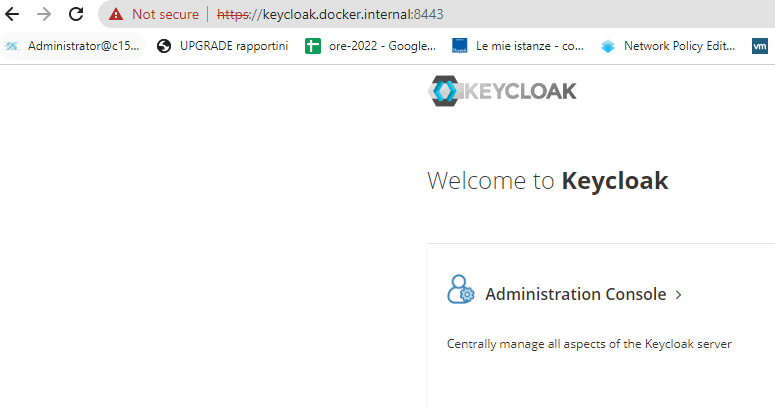 Not secure https://keycloak.docker.internal:8443
Administrator@c15... UPGRADE rapportini ore-2022 - Google... Le mie istanze - co... Network Policy Edit... vm
KEYCLOAK
Welcome to Keycloak
Administration Console
Centrally manage all aspects of the Keycloak server